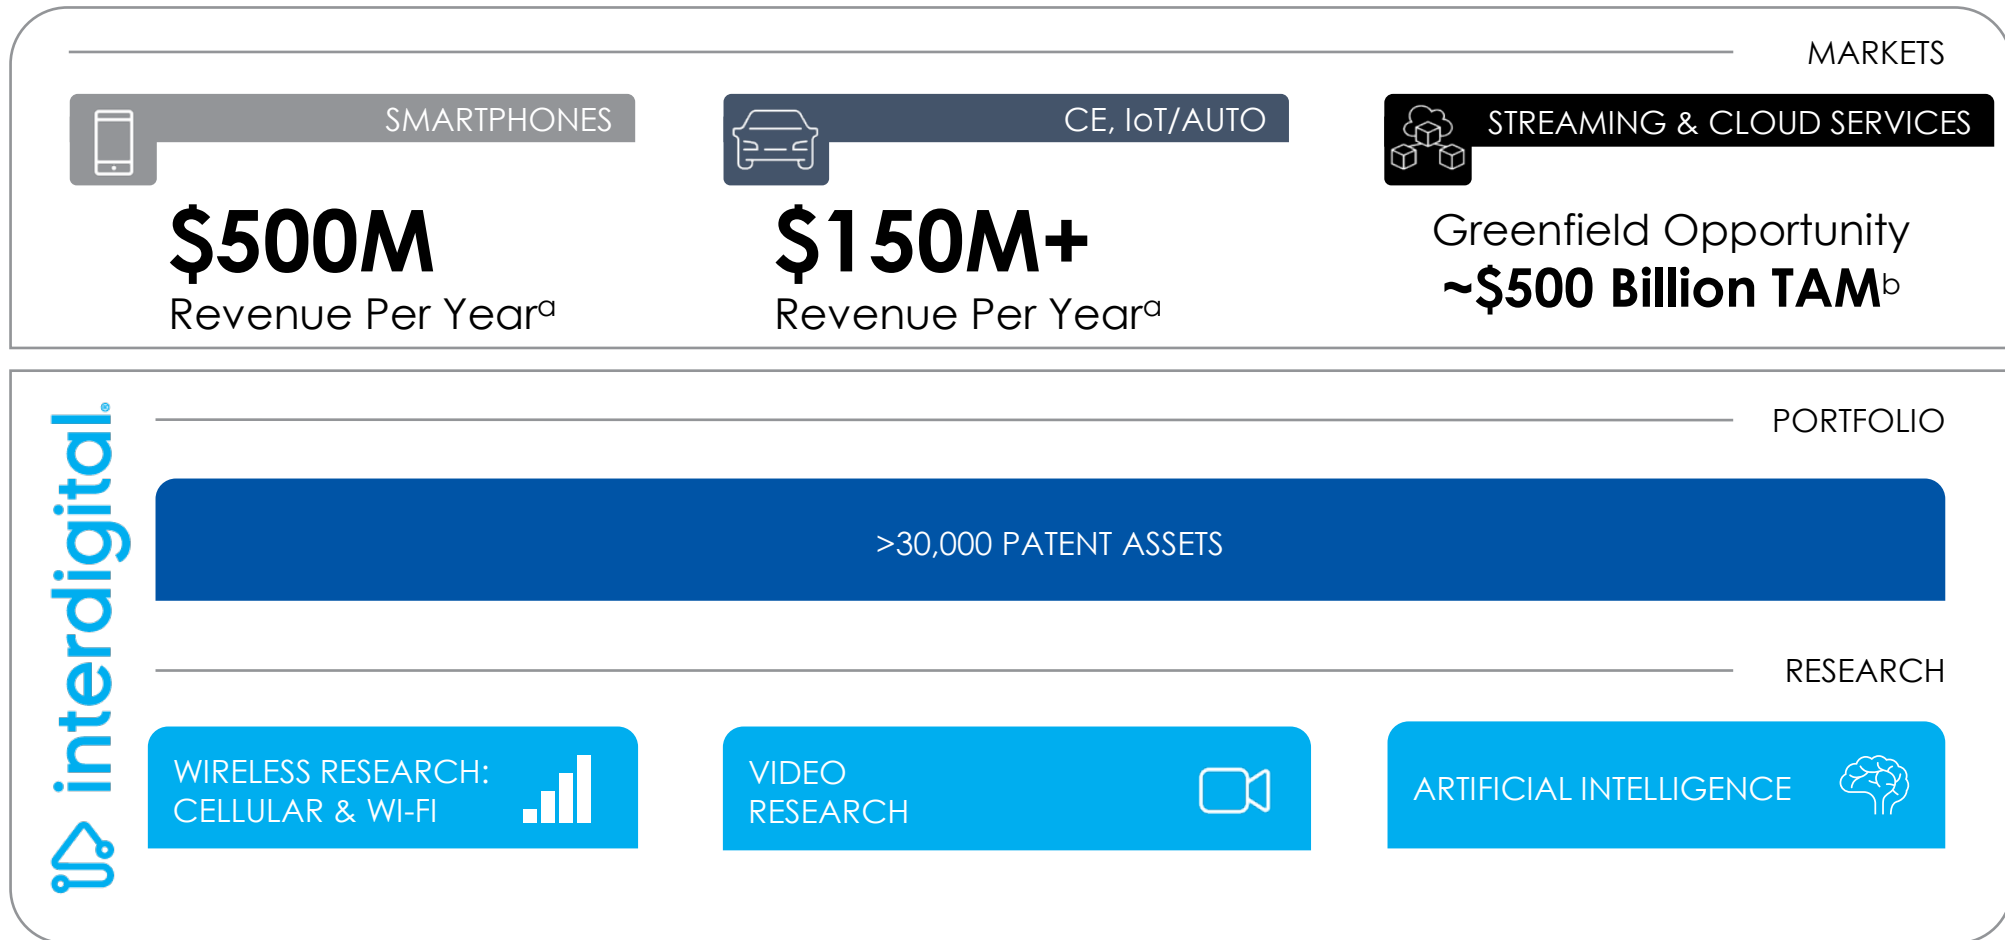 MARKETS
SMARTPHONES
$500M
Revenue Per Yearᵃ
CE, IoT/AUTO
$150M+
Revenue Per Yearᵃ
STREAMING & CLOUD SERVICES
Greenfield Opportunity
~$500 Billion TAMᵇ
interdigital®
PORTFOLIO
>30,000 PATENT ASSETS
RESEARCH
WIRELESS RESEARCH:
CELLULAR & WI-FI
VIDEO
RESEARCH
ARTIFICIAL INTELLIGENCE